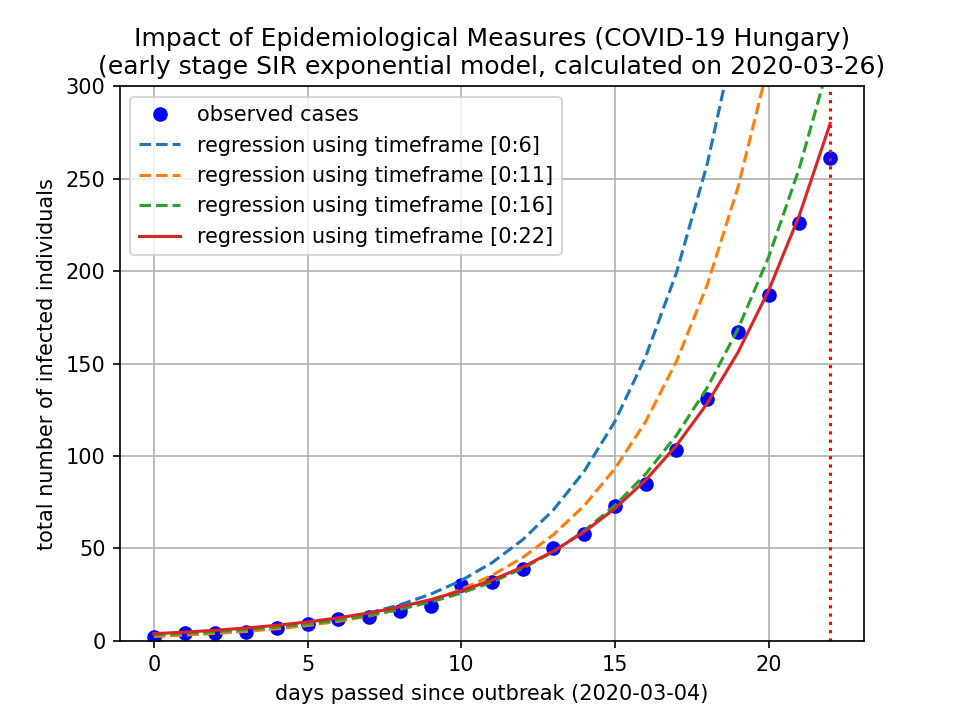 Impact of Epidemiological Measures (COVID-19 Hungary)
(early stage SIR exponential model, calculated on 2020-03-26)
observed cases
regression using timeframe [0:6]
regression using timeframe [0:11]
regression using timeframe [0:16]
regression using timeframe [0:22]
total number of infected individuals
300
250
200
150
100
50
0
0 5 10 15 20
days passed since outbreak (2020-03-04)